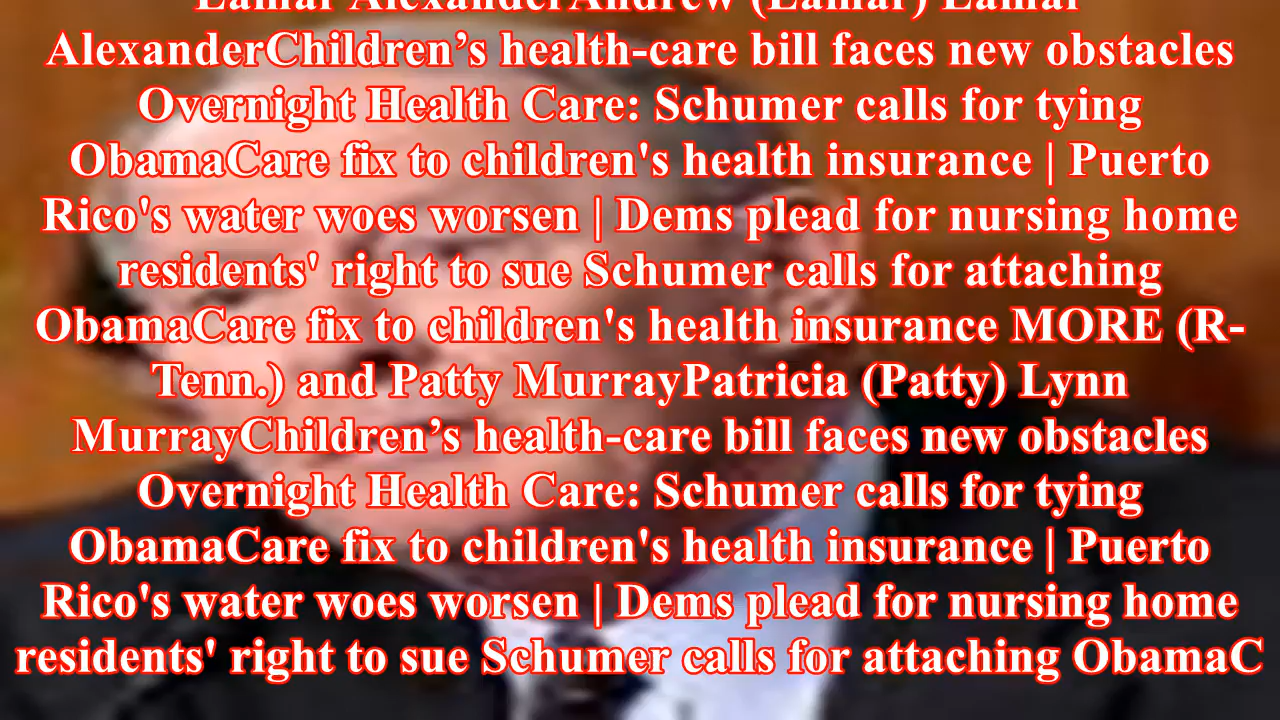 Lamar AlexanderAndrew (Lamar) Lamar
AlexanderChildren’s health-care bill faces new obstacles
Overnight Health Care: Schumer calls for tying
ObamaCare fix to children's health insurance | Puerto
Rico's water woes worsen | Dems plead for nursing home
residents' right to sue Schumer calls for attaching
ObamaCare fix to children's health insurance MORE (R-
Tenn.) and Patty MurrayPatricia (Patty) Lynn
MurrayChildren’s health-care bill faces new obstacles
Overnight Health Care: Schumer calls for tying
ObamaCare fix to children's health insurance | Puerto
Rico's water woes worsen | Dems plead for nursing home
residents' right to sue Schumer calls for attaching ObamaC